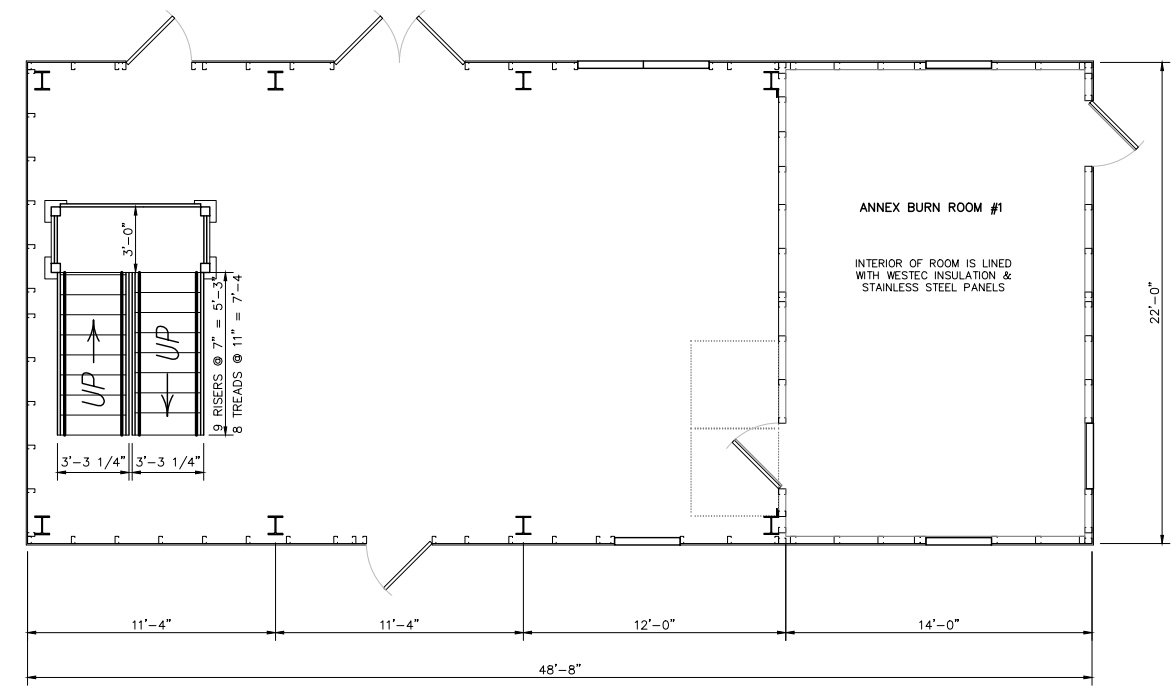 ANNEX BURN ROOM #1
INTERIOR OF ROOM IS LINED
WITH WESTEC INSULATION &
STAINLESS STEEL PANELS
3'-0"
22'-0"
UP
UP
9 RISERS @ 7" = 5'-3"
8 TREADS @ 11" = 7'-4
3'-3 1/4"
3'-3 1/4"
11'-4"
11'-4"
12'-0"
14'-0"
48'-8"